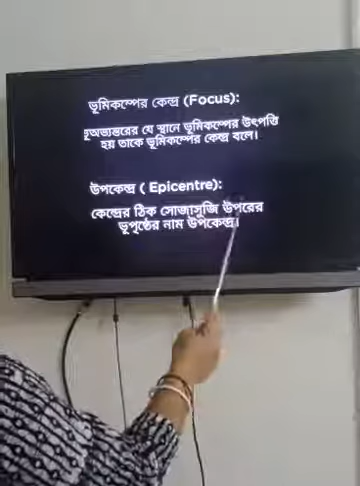 ভূমিকম্পের কেন্দ্র (Focus):
ভূঅভ্যন্তরের যে স্থানে ভূমিকম্পের উৎপত্তি
হয় তাকে ভূমিকম্পের কেন্দ্র বলে।
উপকেন্দ্র ( Epicentre):
কেন্দ্রের ঠিক সোজাসুজি উপরের
ভূপৃষ্ঠের নাম উপকেন্দ্র।